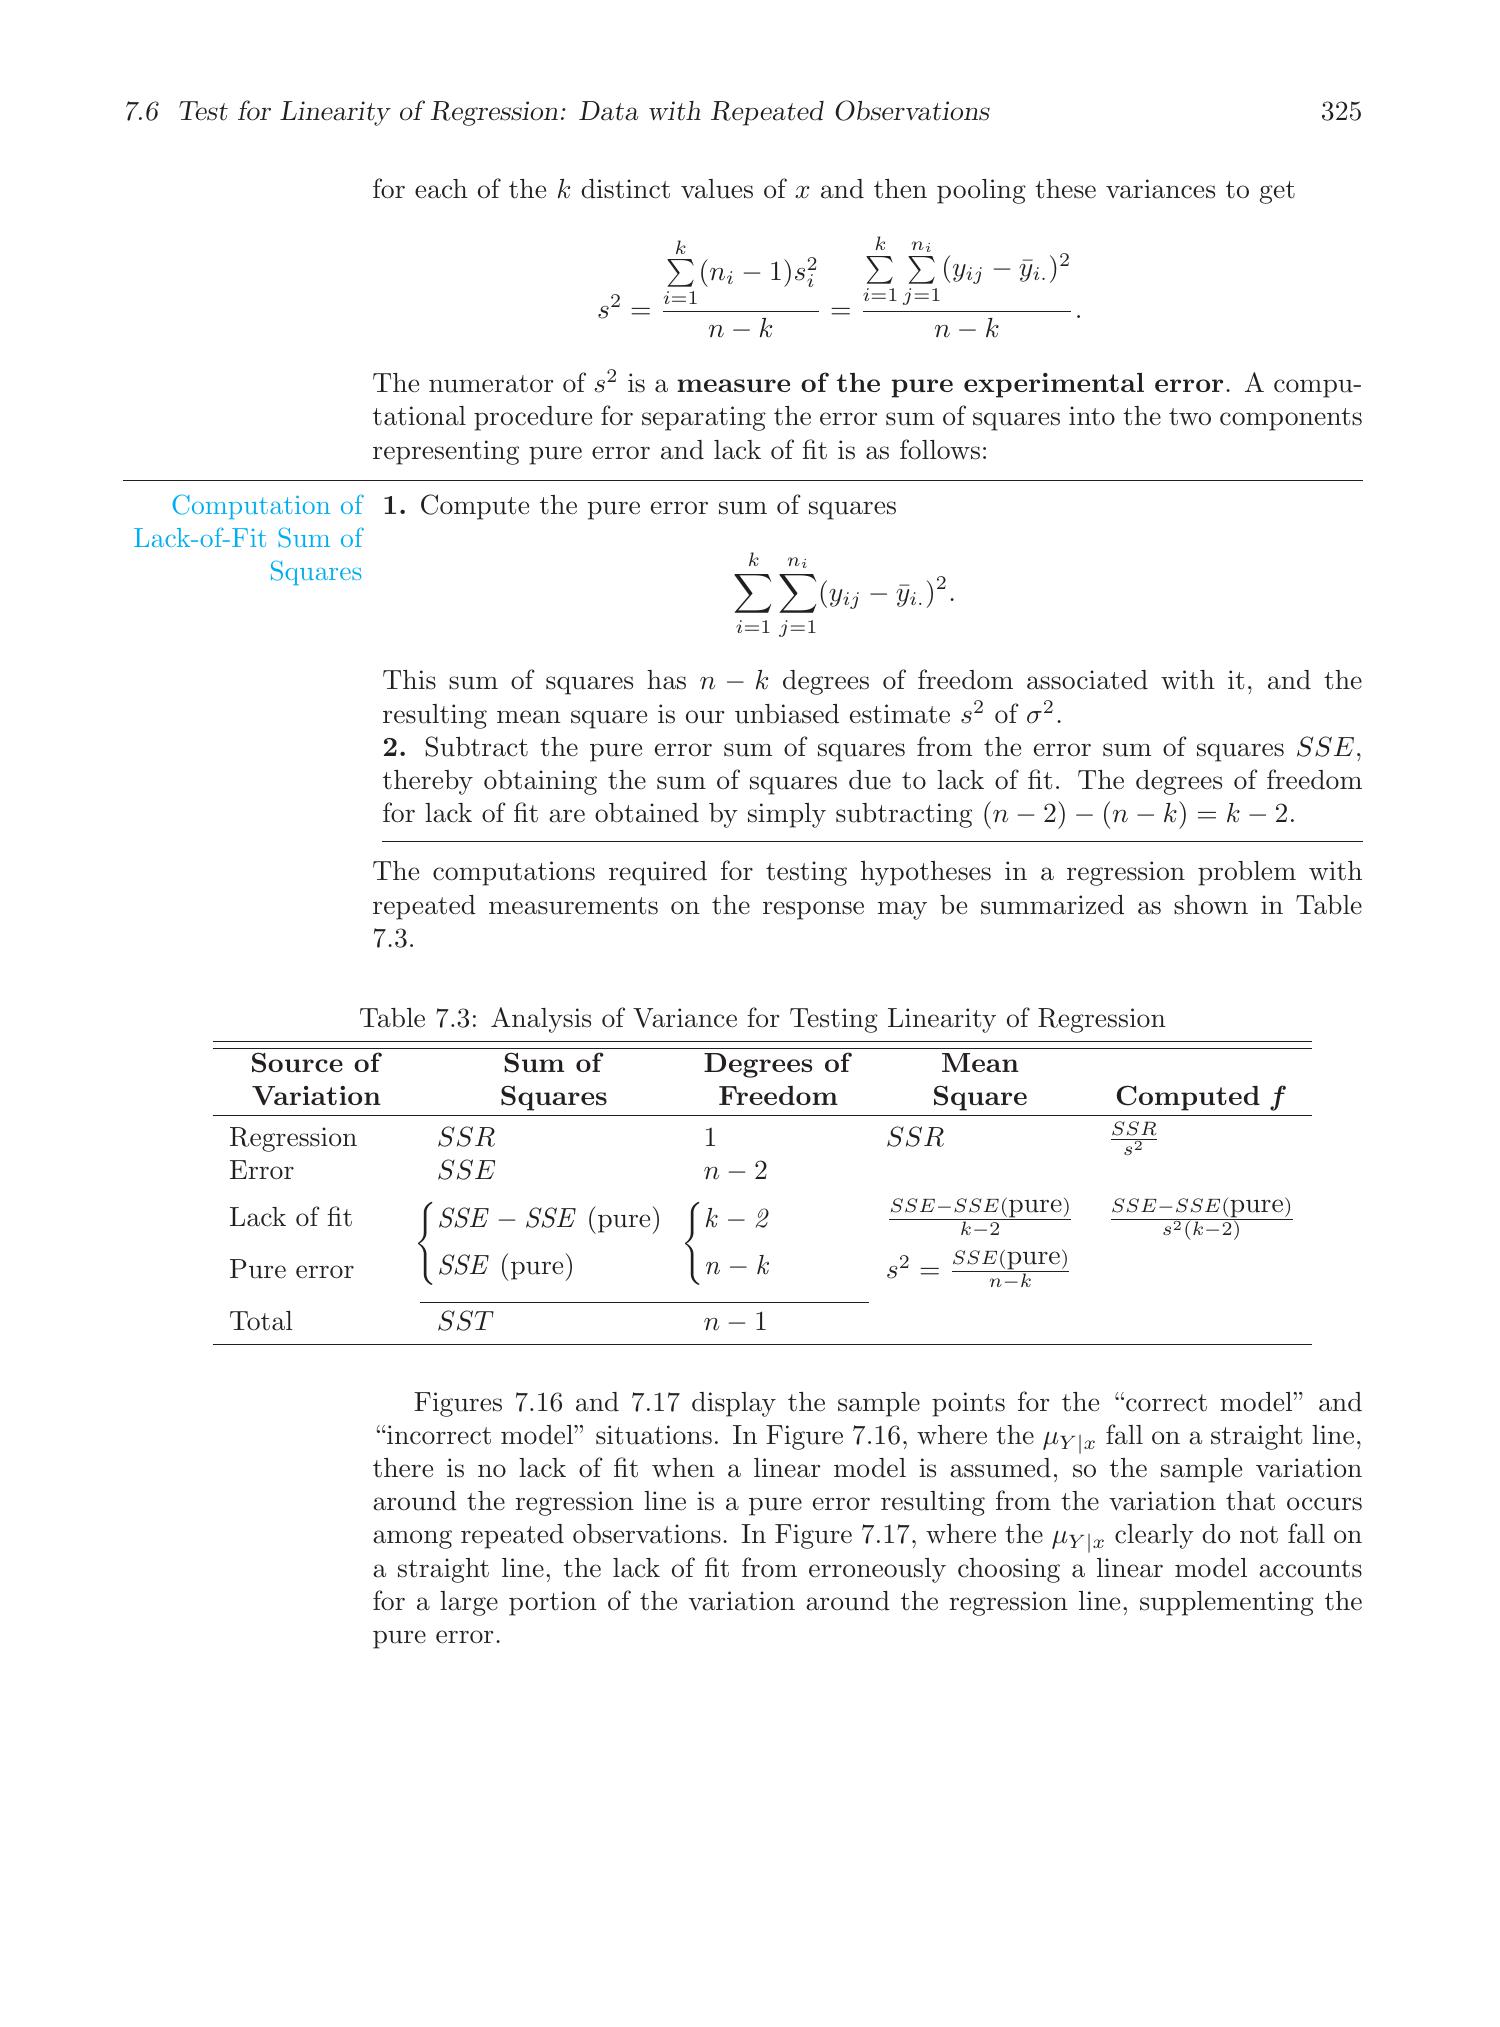 7.6 Test for Linearity of Regression: Data with Repeated Observations 325
for each of the k distinct values of x and then pooling these variances to get
s² = \frac{\sum_{i=1}^{k}(n_i − 1)s_i^2}{n − k} = \frac{\sum_{i=1}^{k}\sum_{j=1}^{n_i}(y_{ij} − ȳ_{i.})^2}{n − k}.
The numerator of s² is a measure of the pure experimental error. A compu-
tational procedure for separating the error sum of squares into the two components
representing pure error and lack of fit is as follows:
Computation of
Lack-of-Fit Sum of
Squares
1. Compute the pure error sum of squares
\sum_{i=1}^{k}\sum_{j=1}^{n_i}(y_{ij} − ȳ_{i.})^2.
This sum of squares has n − k degrees of freedom associated with it, and the
resulting mean square is our unbiased estimate s² of σ².
2. Subtract the pure error sum of squares from the error sum of squares SSE,
thereby obtaining the sum of squares due to lack of fit. The degrees of freedom
for lack of fit are obtained by simply subtracting (n − 2) − (n − k) = k − 2.
The computations required for testing hypotheses in a regression problem with
repeated measurements on the response may be summarized as shown in Table
7.3.
Table 7.3: Analysis of Variance for Testing Linearity of Regression
Source of Sum of Degrees of Mean
Variation Squares Freedom Square Computed f
Regression SSR 1 SSR \frac{SSR}{s^2}
Error SSE n − 2
Lack of fit { SSE − SSE (pure) { k − 2 \frac{SSE−SSE(pure)}{k−2} \frac{SSE−SSE(pure)}{s^2(k−2)}
Pure error SSE (pure) n − k s² = \frac{SSE(pure)}{n−k}
Total SST n − 1
Figures 7.16 and 7.17 display the sample points for the “correct model” and
“incorrect model” situations. In Figure 7.16, where the μ_{Y|x} fall on a straight line,
there is no lack of fit when a linear model is assumed, so the sample variation
around the regression line is a pure error resulting from the variation that occurs
among repeated observations. In Figure 7.17, where the μ_{Y|x} clearly do not fall on
a straight line, the lack of fit from erroneously choosing a linear model accounts
for a large portion of the variation around the regression line, supplementing the
pure error.